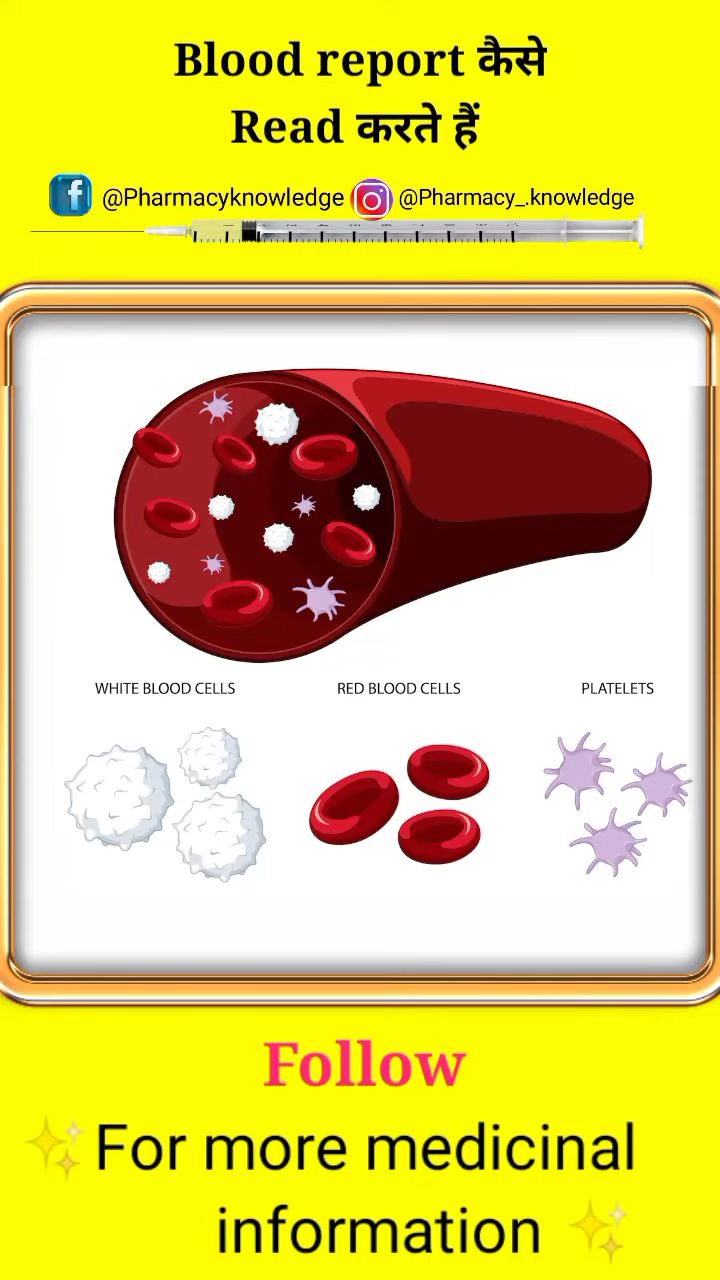 Blood report कैसे
Read करते हैं
@Pharmacyknowledge @Pharmacy_.knowledge
WHITE BLOOD CELLS RED BLOOD CELLS PLATELETS
Follow
✨For more medicinal
information ✨